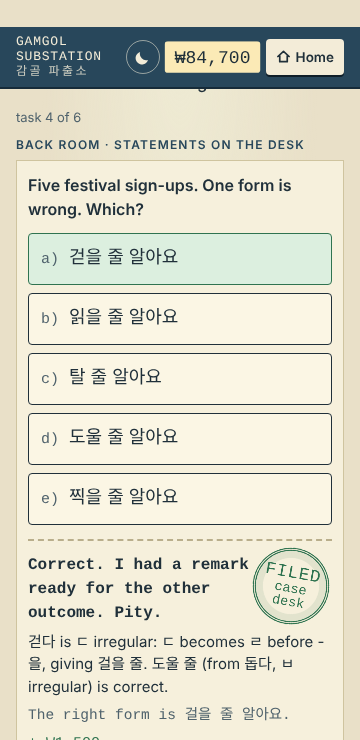 GAMGOL
SUBSTATION
감골 파출소
₩84,700
Home
task 4 of 6
BACK ROOM · STATEMENTS ON THE DESK
Five festival sign-ups. One form is
wrong. Which?
a) 걷을 줄 알아요
b) 읽을 줄 알아요
c) 탈 줄 알아요
d) 도울 줄 알아요
e) 찍을 줄 알아요
Correct. I had a remark
ready for the other
outcome. Pity.
FILED
case
desk
걷다 is ㄷ irregular: ㄷ becomes ㄹ before -
을, giving 걸을 줄. 도울 줄 (from 돕다, ㅂ
irregular) is correct.
The right form is 걸을 줄 알아요.